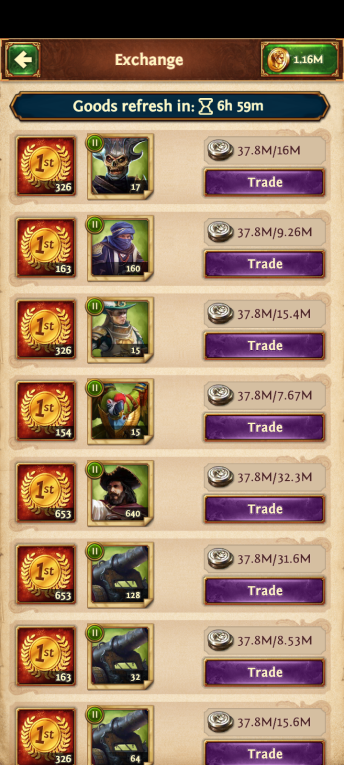 Exchange
1.16M
Goods refresh in: 6h 59m
1st
326
II
17
37.8M/16M
Trade
1st
163
II
160
37.8M/9.26M
Trade
1st
326
II
15
37.8M/15.4M
Trade
1st
154
II
15
37.8M/7.67M
Trade
1st
653
II
640
37.8M/32.3M
Trade
1st
653
II
128
37.8M/31.6M
Trade
1st
163
II
32
37.8M/8.53M
Trade
1st
326
II
64
37.8M/15.6M
Trade